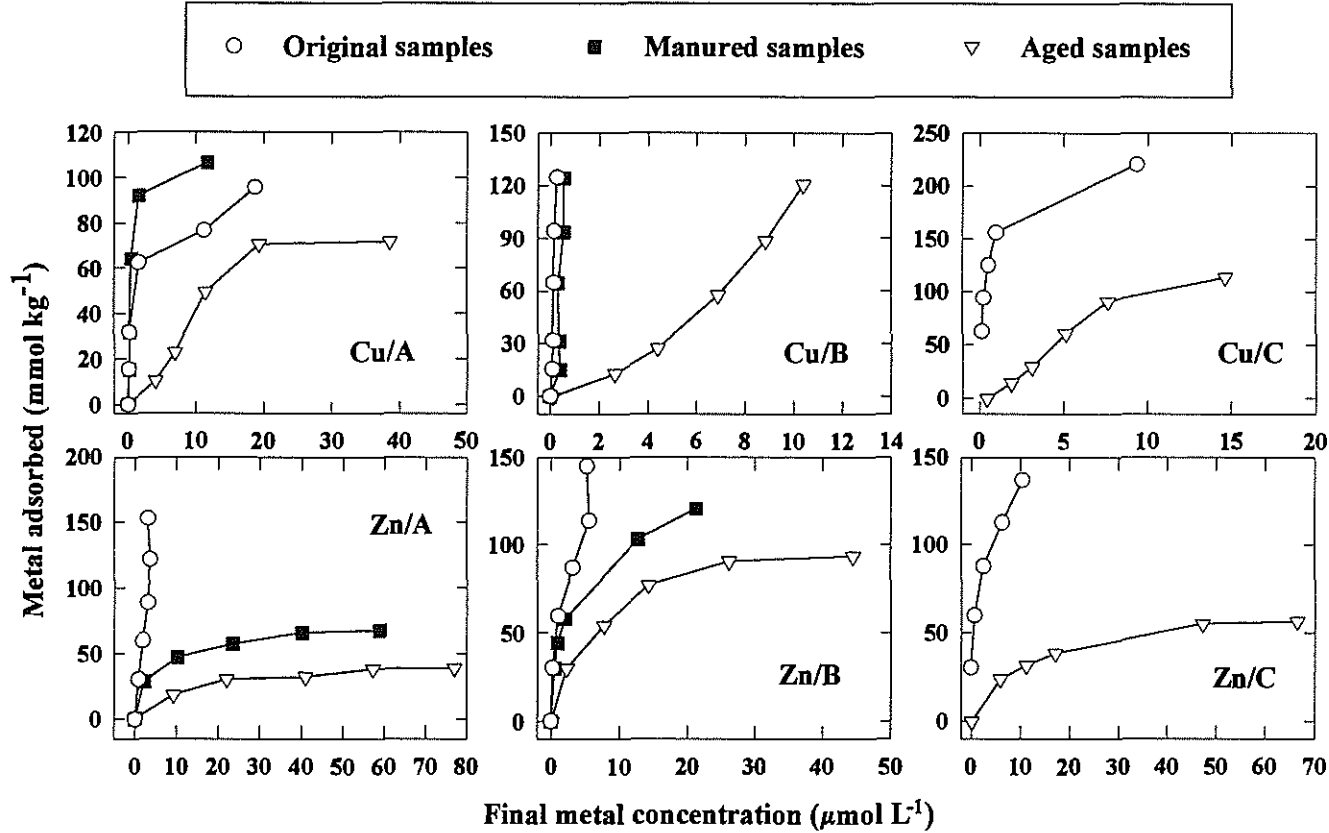 Original samples Manured samples Aged samples
Metal adsorbed (mmol kg⁻¹)
120
100
80
60
40
20
0
Cu/A
0 10 20 30 40 50
150
120
90
60
30
0
Cu/B
0 2 4 6 8 10 12 14
250
200
150
100
50
0
Cu/C
0 5 10 15 20
200
150
100
50
0
Zn/A
0 10 20 30 40 50 60 70 80
150
100
50
0
Zn/B
0 10 20 30 40 50
150
100
50
0
Zn/C
0 10 20 30 40 50 60 70
Final metal concentration (μmol L⁻¹)